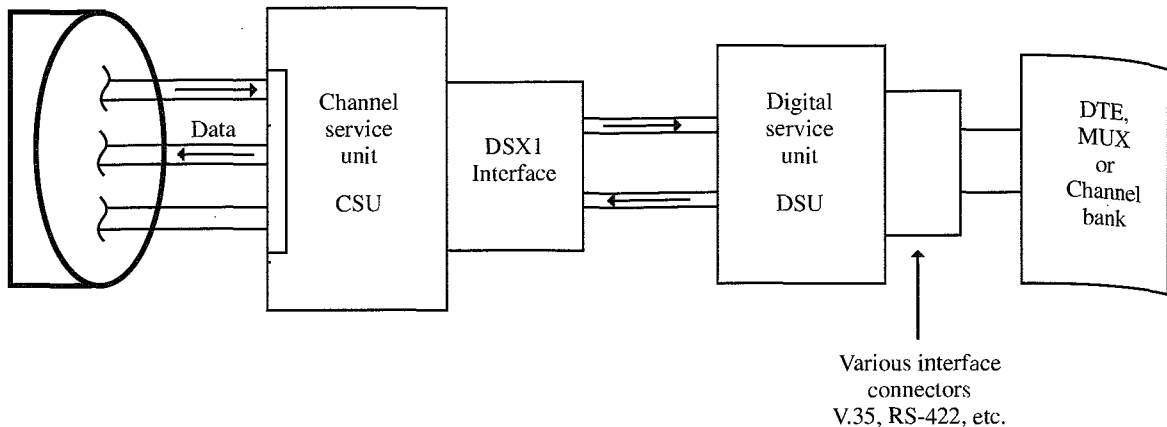 Data
Channel
service
unit
CSU
DSX1
Interface
Digital
service
unit
DSU
DTE,
MUX
or
Channel
bank
Various interface
connectors
V.35, RS-422, etc.